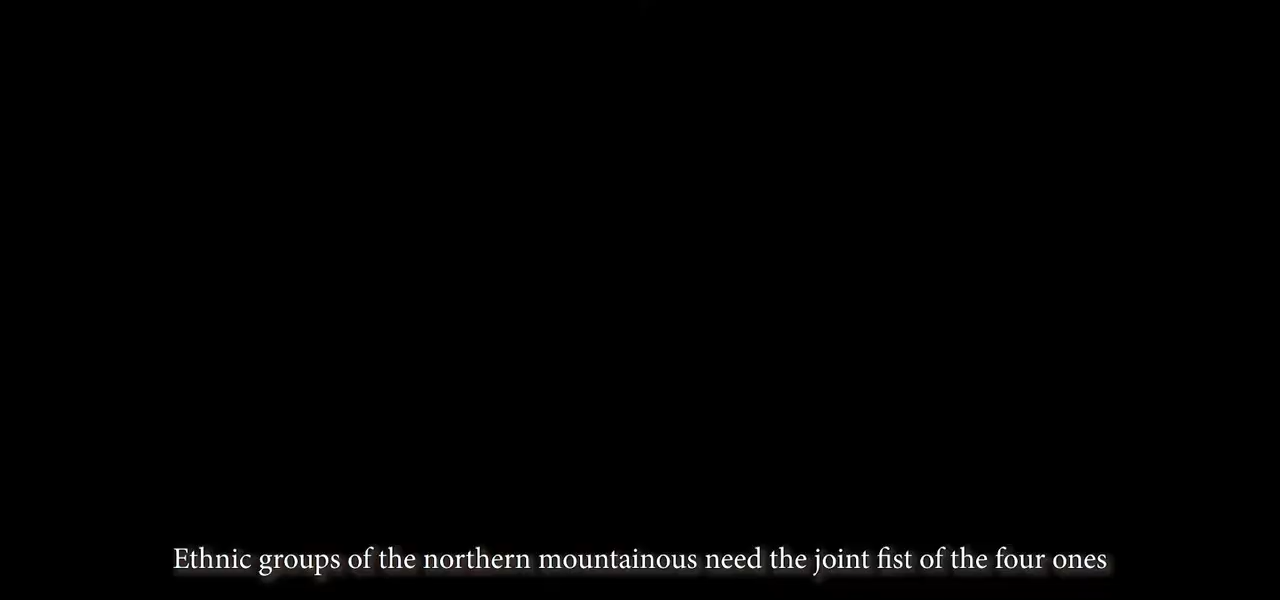 Ethnic groups of the northern mountainous need the joint fist of the four ones